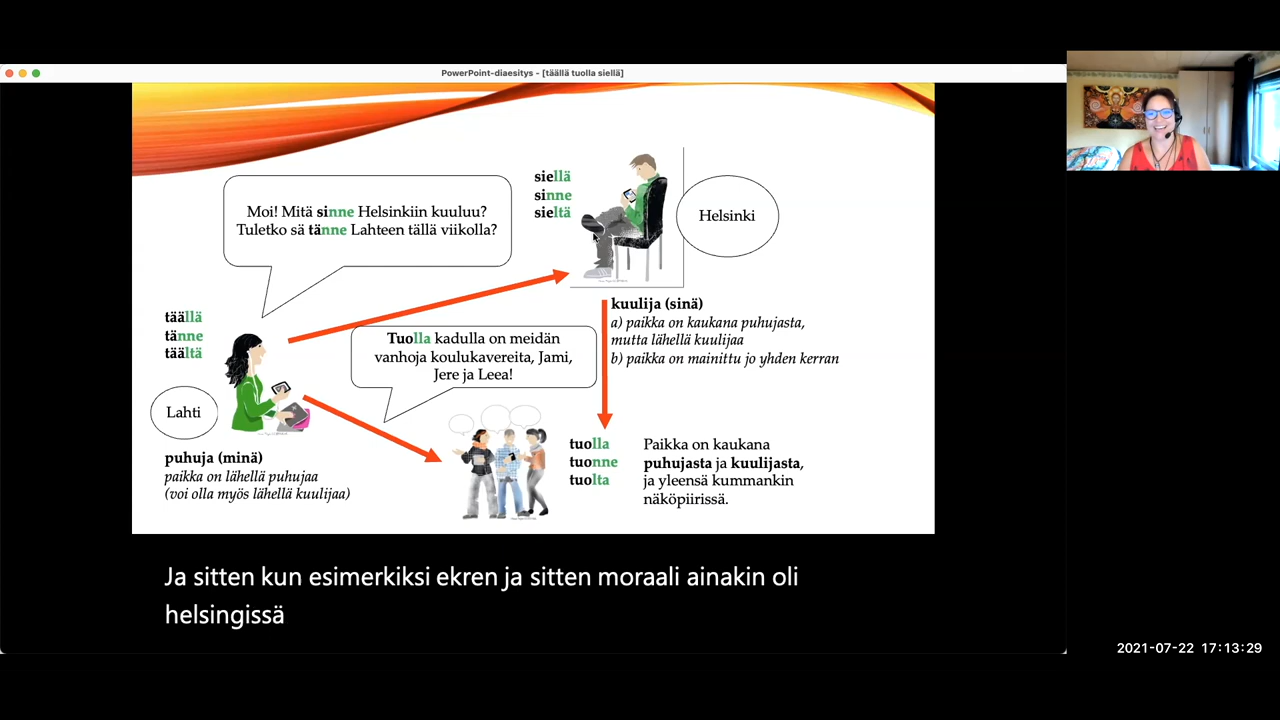 PowerPoint-diaesitys - [täällä tuolla siellä]
Moi! Mitä sinne Helsinkiin kuuluu?
Tuletko sä tänne Lahteen tällä viikolla?
siellä
sinne
sieltä
Helsinki
täällä
tänne
täältä
Lahti
puhuja (minä)
paikka on lähellä puhujaa
(voi olla myös lähellä kuulijaa)
Tuolla kadulla on meidän
vanhoja koulukavereita, Jami,
Jere ja Leea!
kuulija (sinä)
a) paikka on kaukana puhujasta,
mutta lähellä kuulijaa
b) paikka on mainittu jo yhden kerran
tuolla
tuonne
tuolta
Paikka on kaukana
puhujasta ja kuulijasta,
ja yleensä kummankin
näköpiirissä.
Ja sitten kun esimerkiksi ekren ja sitten moraali ainakin oli
helsingissä
2021-07-22 17:13:29